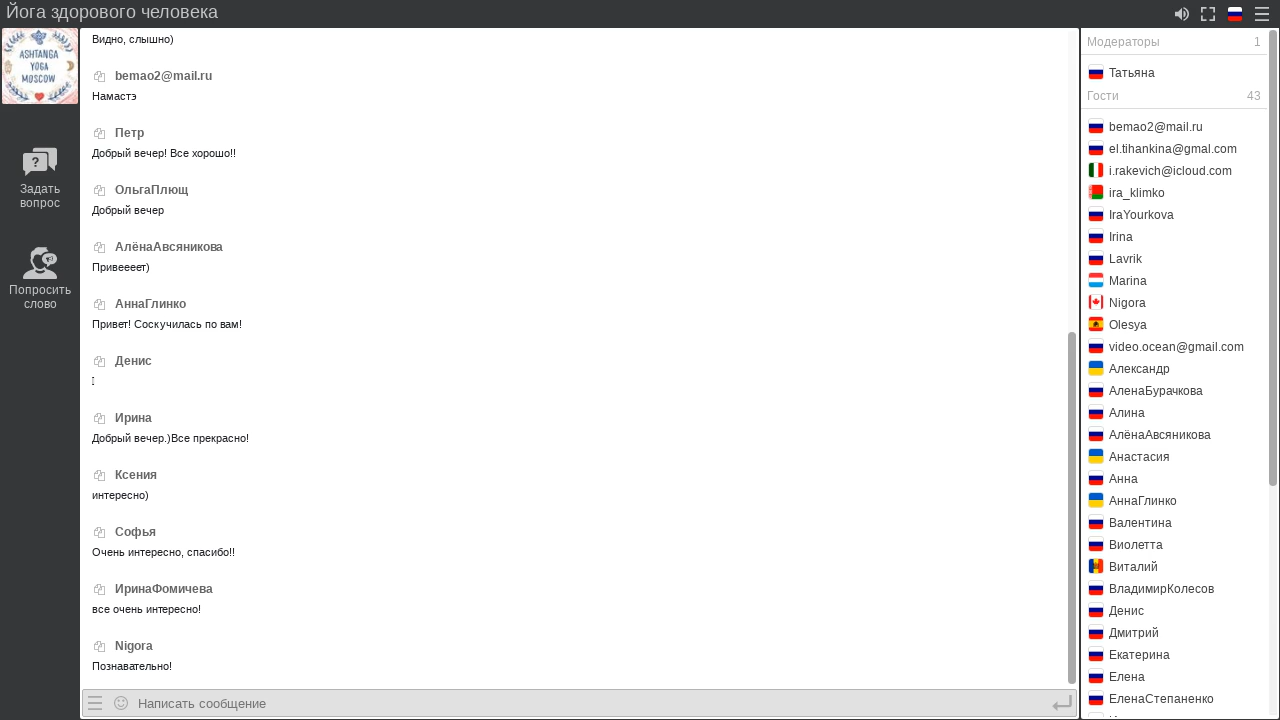 Йога здорового человека
ASHTANGA
YOGA
MOSCOW
Задать
вопрос
Попросить
слово
Видно, слышно)
bemao2@mail.ru
Намастэ
Петр
Добрый вечер! Все хорошо!!
ОльгаПлющ
Добрый вечер
АлёнаАвсяникова
Привеееет)
АннаГлинко
Привет! Соскучилась по вам!
Денис
Ирина
Добрый вечер.)Все прекрасно!
Ксения
интересно)
Софья
Очень интересно, спасибо!!
ИринаФомичева
все очень интересно!
Nigora
Познавательно!
Написать сообщение
Модераторы 1
Татьяна
Гости 43
bemao2@mail.ru
el.tihankina@gmal.com
i.rakevich@icloud.com
ira_klimko
IraYourkova
Irina
Lavrik
Marina
Nigora
Olesya
video.ocean@gmail.com
Александр
АленаБурачкова
Алина
АлёнаАвсяникова
Анастасия
Анна
АннаГлинко
Валентина
Виолетта
Виталий
ВладимирКолесов
Денис
Дмитрий
Екатерина
Елена
ЕленаСтепаненко